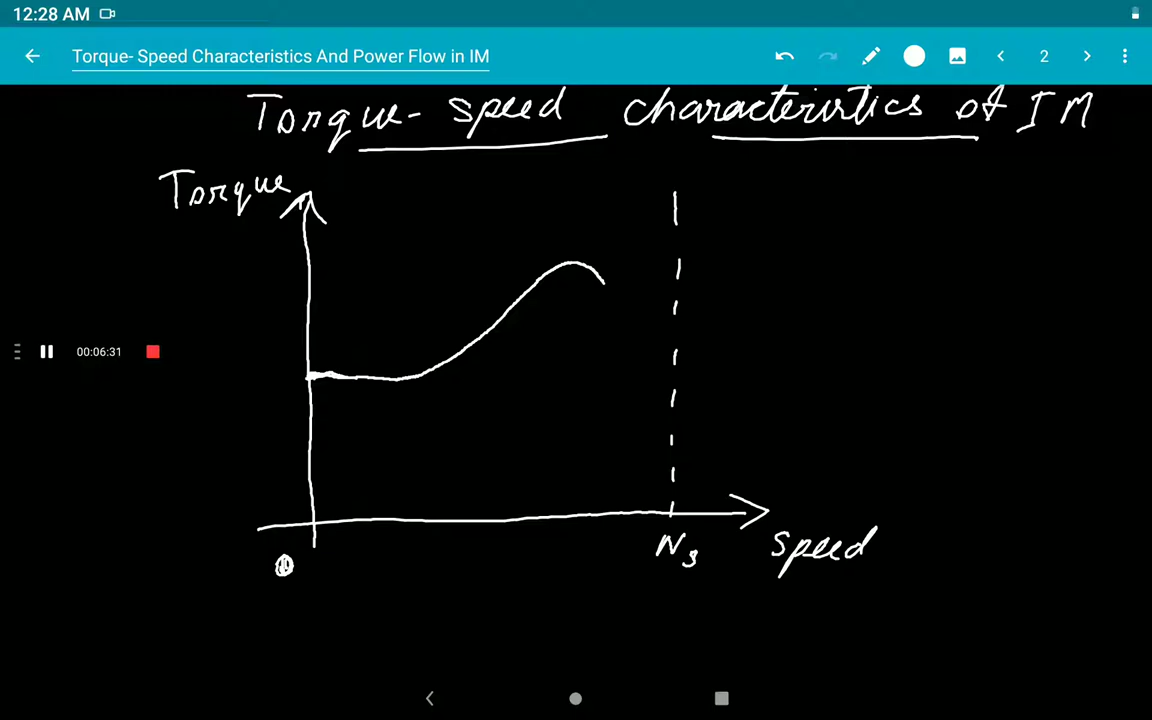 12:28 AM
Torque- Speed Characteristics And Power Flow in IM
2
Torque- speed characteristics of IM
Torque
00:06:31
Ns
speed
0